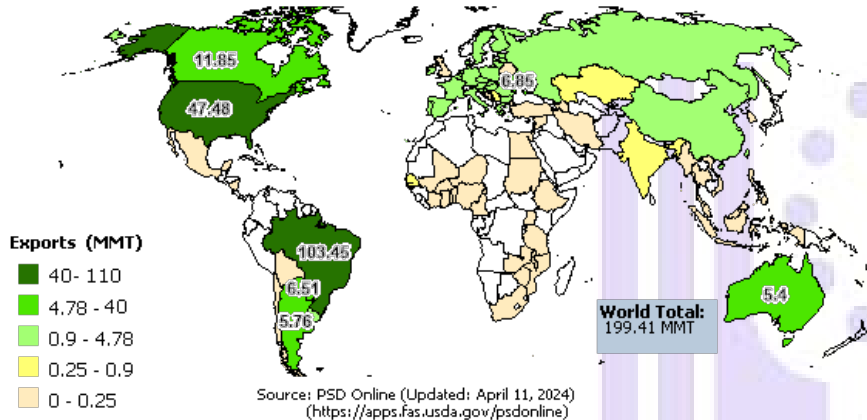 11.85
6.85
47.48
103.45
6.51
5.76
5.4
World Total:
199.41 MMT
Exports (MMT)
40- 110
4.78 - 40
0.9 - 4.78
0.25 - 0.9
0 - 0.25
Source: PSD Online (Updated: April 11, 2024)
(https://apps.fas.usda.gov/psdonline)